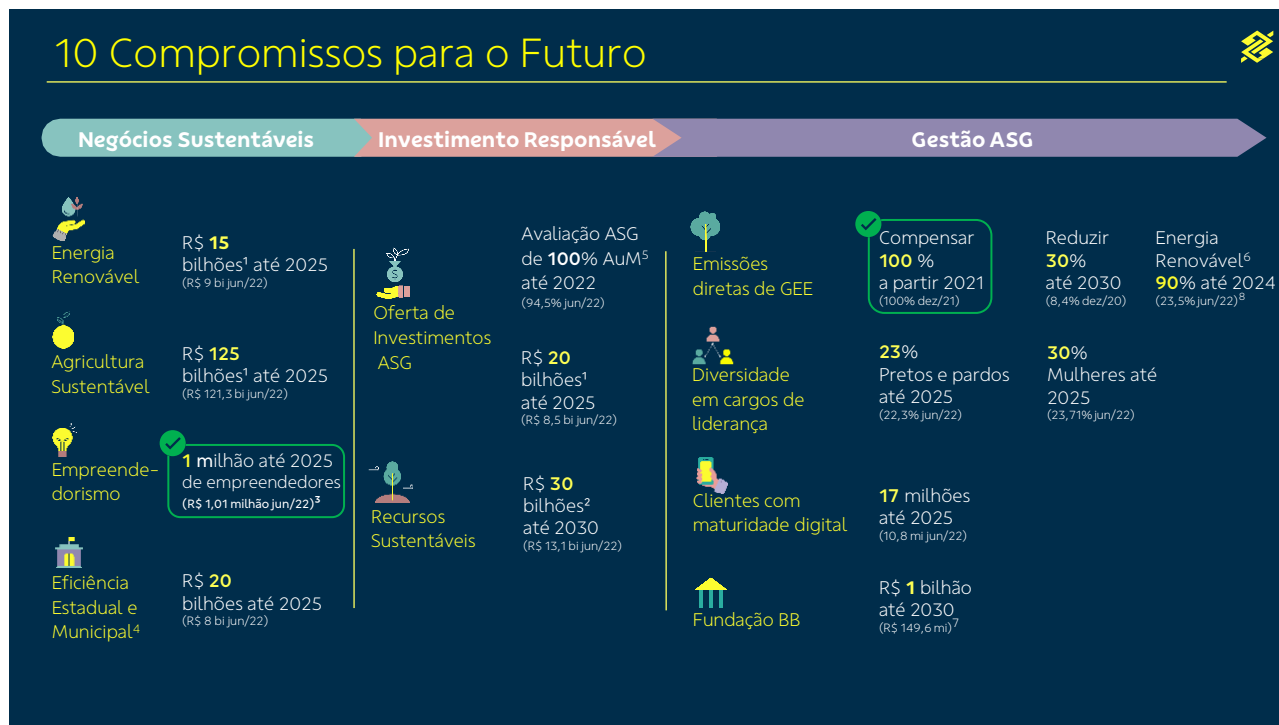 10 Compromissos para o Futuro
Negócios Sustentáveis
Investimento Responsável
Gestão ASG
Energia
Renovável
R$ 15
bilhões¹ até 2025
(R$ 9 bi jun/22)
Agricultura
Sustentável
R$ 125
bilhões¹ até 2025
(R$ 121,3 bi jun/22)
Empreende-
dorismo
1 milhão até 2025
de empreendedores
(R$ 1,01 milhão jun/22)³
Eficiência
Estadual e
Municipal⁴
R$ 20
bilhões até 2025
(R$ 8 bi jun/22)
Oferta de
Investimentos
ASG
Avaliação ASG
de 100% AuM⁵
até 2022
(94,5% jun/22)
R$ 20
bilhões¹
até 2025
(R$ 8,5 bi jun/22)
Recursos
Sustentáveis
R$ 30
bilhões²
até 2030
(R$ 13,1 bi jun/22)
Emissões
diretas de GEE
Compensar
100 %
a partir 2021
(100% dez/21)
Reduzir
30%
até 2030
(8,4% dez/20)
Energia
Renovável⁶
90% até 2024
(23,5% jun/22)⁸
Diversidade
em cargos de
liderança
23%
Pretos e pardos
até 2025
(22,3% jun/22)
30%
Mulheres até
2025
(23,71% jun/22)
Clientes com
maturidade digital
17 milhões
até 2025
(10,8 mi jun/22)
Fundação BB
R$ 1 bilhão
até 2030
(R$ 149,6 mi)⁷